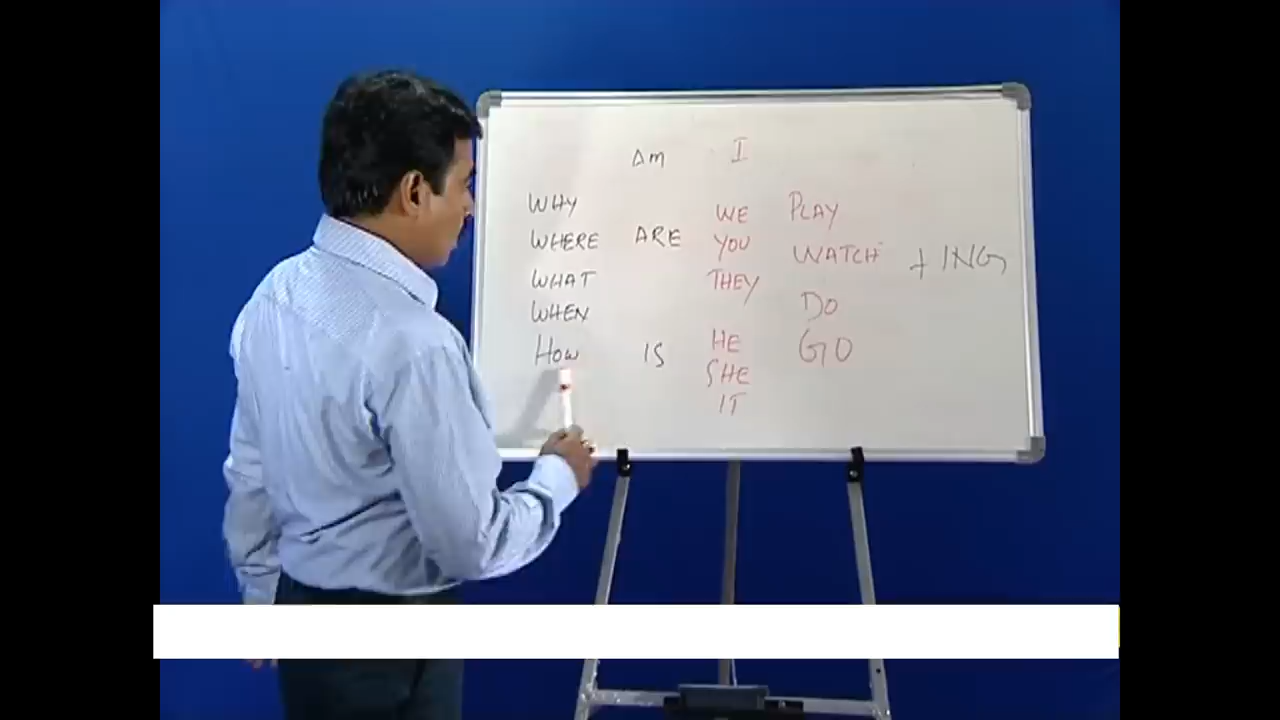 Am I
WHY WE PLAY
WHERE ARE YOU WATCH + ING
WHAT THEY
WHEN DO
HOW IS HE GO
SHE
IT